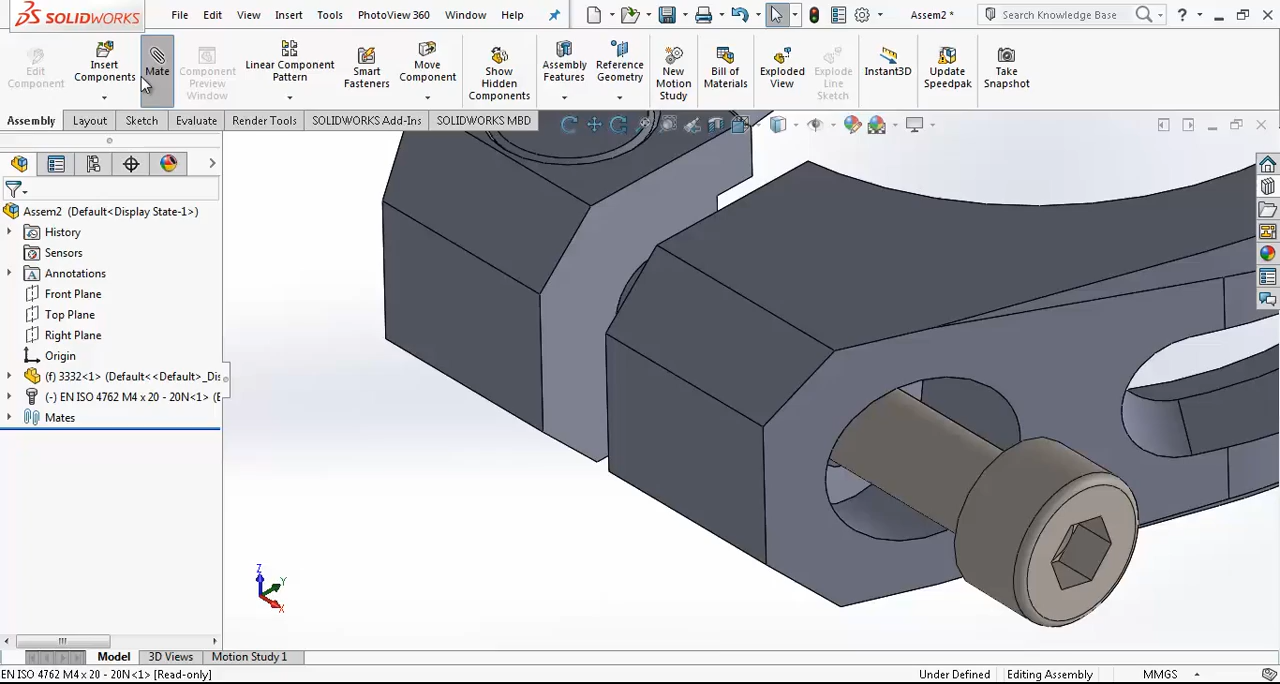 SOLIDWORKS File Edit View Insert Tools PhotoView 360 Window Help Assem2 * Search Knowledge Base ?
Edit Component
Insert Components
Mate
Component Preview Window
Linear Component Pattern
Smart Fasteners
Move Component
Show Hidden Components
Assembly Features
Reference Geometry
New Motion Study
Bill of Materials
Exploded View
Explode Line Sketch
Instant3D
Update Speedpak
Take Snapshot
Assembly Layout Sketch Evaluate Render Tools SOLIDWORKS Add-Ins SOLIDWORKS MBD
Assem2 (Default<Display State-1>)
History
Sensors
Annotations
Front Plane
Top Plane
Right Plane
Origin
(f) 3332<1> (Default<<Default>_Dis
(-) EN ISO 4762 M4 x 20 - 20N<1> (E
Mates
Z
Y
X
Model 3D Views Motion Study 1
EN ISO 4762 M4 x 20 - 20N<1> [Read-only] Under Defined Editing Assembly MMGS